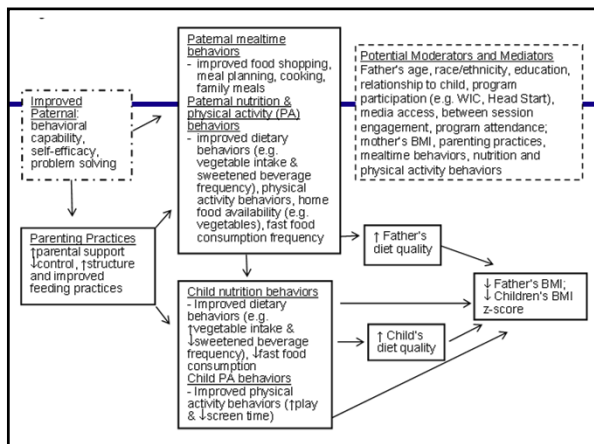 Paternal mealtime
behaviors
- improved food shopping,
meal planning, cooking,
family meals
Paternal nutrition &
physical activity (PA)
behaviors
- improved dietary
behaviors (e.g.
vegetable intake &
sweetened beverage
frequency), physical
activity behaviors, home
food availability (e.g.
vegetables), fast food
consumption frequency
Potential Moderators and Mediators
Father's age, race/ethnicity, education,
relationship to child, program
participation (e.g. WIC, Head Start),
media access, between session
engagement, program attendance;
mother's BMI, parenting practices,
mealtime behaviors, nutrition and
physical activity behaviors
Improved
Paternal:
behavioral
capability,
self-efficacy,
problem solving
Parenting Practices
↑parental support
↓control, ↑structure
and improved
feeding practices
↑ Father's
diet quality
↓ Father's BMI;
↓ Children's BMI
z-score
Child nutrition behaviors
- Improved dietary
behaviors (e.g.
↑vegetable intake &
↓sweetened beverage
frequency), ↓fast food
consumption
Child PA behaviors
- Improved physical
activity behaviors (↑play
& ↓screen time)
↑ Child's
diet quality